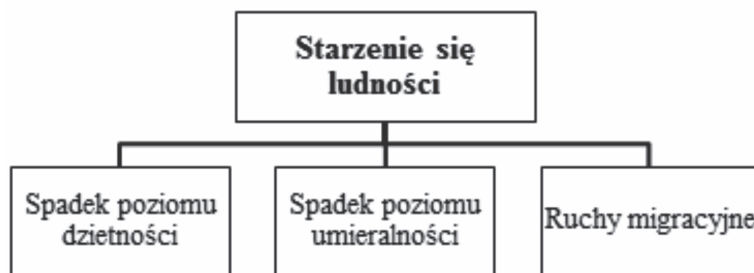 Starzenie się
ludności
Spadek poziomu
dzietności
Spadek poziomu
umieralności
Ruchy migracyjne